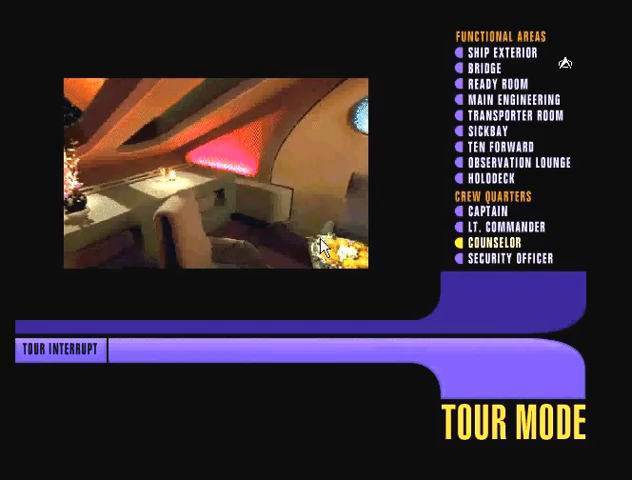 FUNCTIONAL AREAS
SHIP EXTERIOR
BRIDGE
READY ROOM
MAIN ENGINEERING
TRANSPORTER ROOM
SICKBAY
TEN FORWARD
OBSERVATION LOUNGE
HOLODECK
CREW QUARTERS
CAPTAIN
LT. COMMANDER
COUNSELOR
SECURITY OFFICER
TOUR INTERRUPT
TOUR MODE